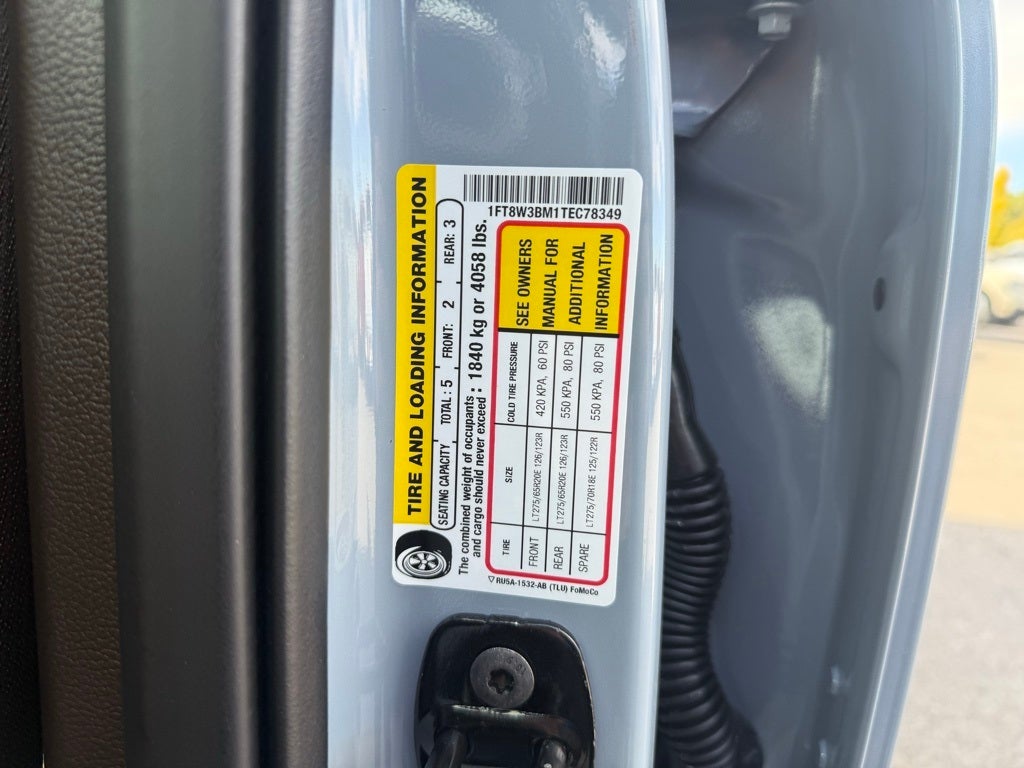 TIRE AND LOADING INFORMATION
SEATING CAPACITY TOTAL: 5 FRONT: 2 REAR: 3
The combined weight of occupants
and cargo should never exceed : 1840 kg or 4058 lbs.
1FT8W3BM1TEC78349
TIRE SIZE COLD TIRE PRESSURE
FRONT LT275/65R20E 126/123R 420 KPA, 60 PSI
REAR LT275/65R20E 126/123R 550 KPA, 80 PSI
SPARE LT275/70R18E 125/122R 550 KPA, 80 PSI
SEE OWNERS
MANUAL FOR
ADDITIONAL
INFORMATION
RU5A-1532-AB (TLU) FoMoCo